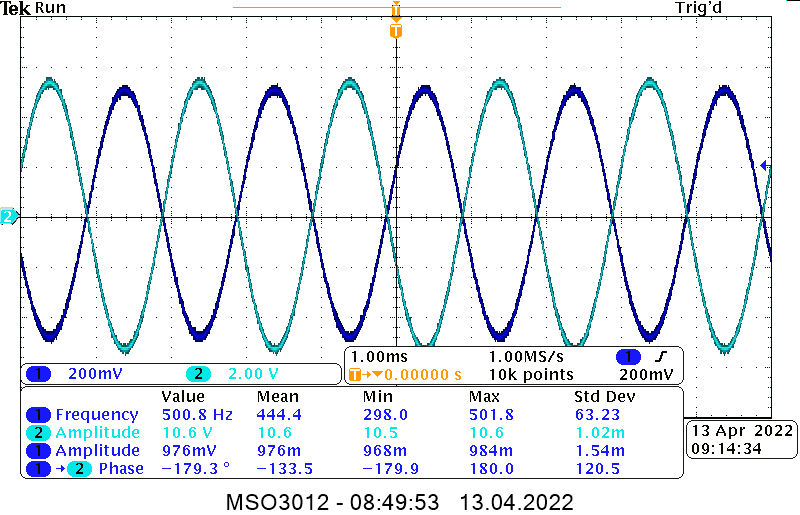 Tek Run Trig'd
T
T
2
1 200mV 2 2.00 V
1.00ms 1.00MS/s 1
T→▼0.00000 s 10k points 200mV
Value Mean Min Max Std Dev
1 Frequency 500.8 Hz 444.4 298.0 501.8 63.23
2 Amplitude 10.6 V 10.6 10.5 10.6 1.02m
1 Amplitude 976mV 976m 968m 984m 1.54m
1 → 2 Phase −179.3 ° −133.5 −179.9 180.0 120.5
13 Apr 2022
09:14:34
MSO3012 - 08:49:53 13.04.2022